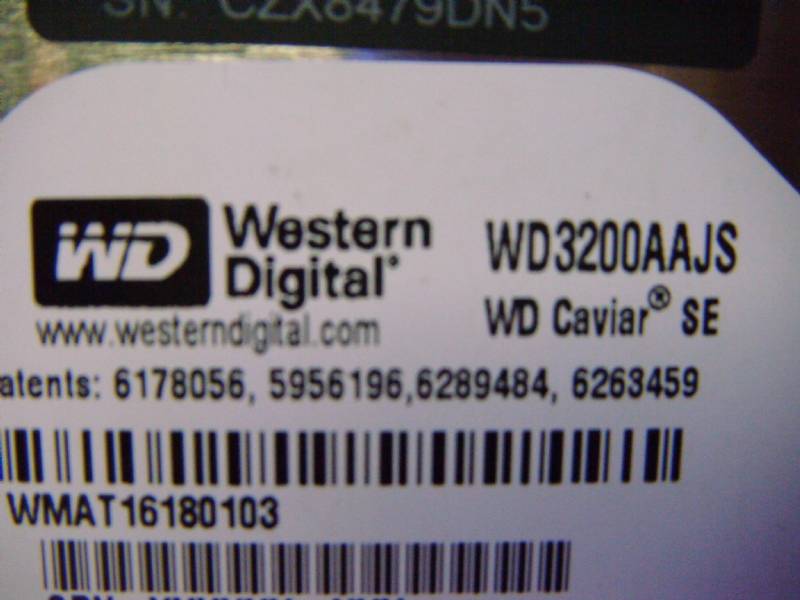 SN: CZX8479DN5
WD Western Digital®
WD3200AAJS
WD Caviar® SE
www.westerndigital.com
atents: 6178056, 5956196,6289484, 6263459
WMAT16180103